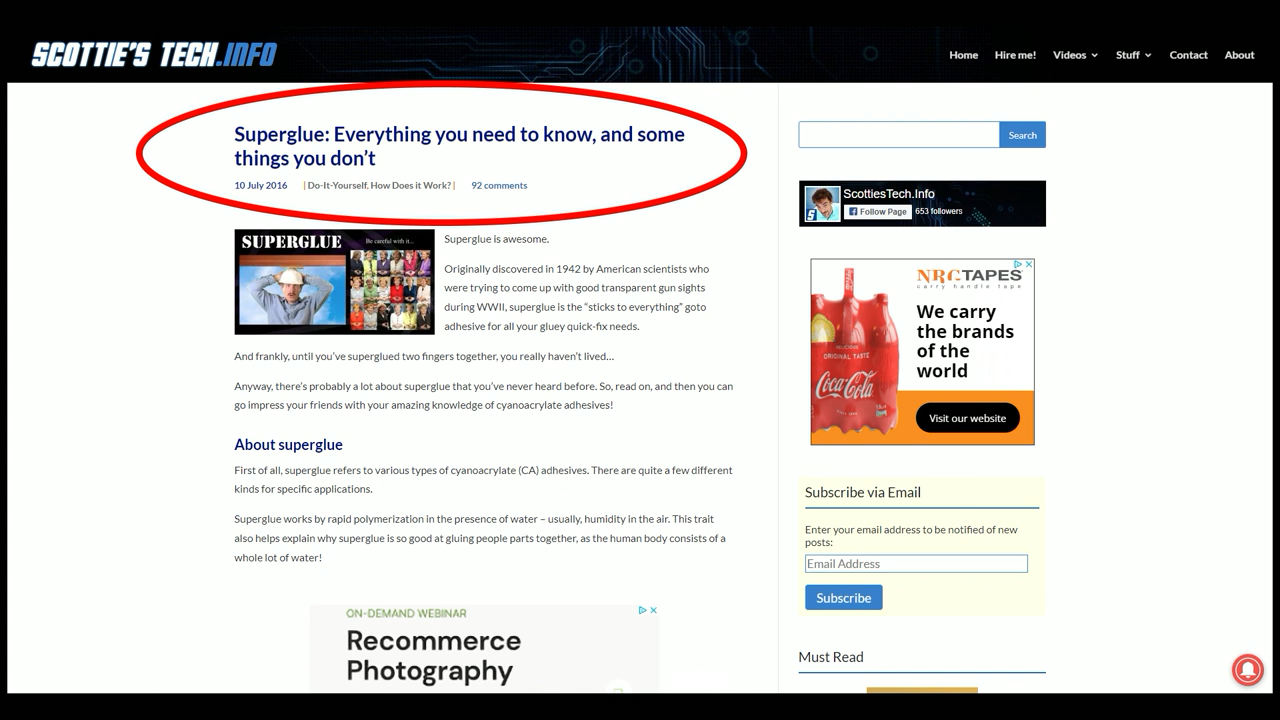 SCOTTIE'S TECH.INFO
Home Hire me! Videos Stuff Contact About
Superglue: Everything you need to know, and some
things you don't
10 July 2016 | Do-It-Yourself, How Does it Work? | 92 comments
SUPERGLUE Be careful with it...
Superglue is awesome.
Originally discovered in 1942 by American scientists who
were trying to come up with good transparent gun sights
during WWII, superglue is the “sticks to everything” goto
adhesive for all your gluey quick-fix needs.
And frankly, until you've superglued two fingers together, you really haven't lived…
Anyway, there's probably a lot about superglue that you've never heard before. So, read on, and then you can
go impress your friends with your amazing knowledge of cyanoacrylate adhesives!
About superglue
First of all, superglue refers to various types of cyanoacrylate (CA) adhesives. There are quite a few different
kinds for specific applications.
Superglue works by rapid polymerization in the presence of water – usually, humidity in the air. This trait
also helps explain why superglue is so good at gluing people parts together, as the human body consists of a
whole lot of water!
ON-DEMAND WEBINAR
Recommerce
Photography
Search
ScottiesTech.Info
Follow Page 653 followers
NRGTAPES
carry handle tape
We carry
the brands
of the
world
Visit our website
ORIGINAL TASTE
Coca-Cola
Subscribe via Email
Enter your email address to be notified of new
posts:
Email Address
Subscribe
Must Read